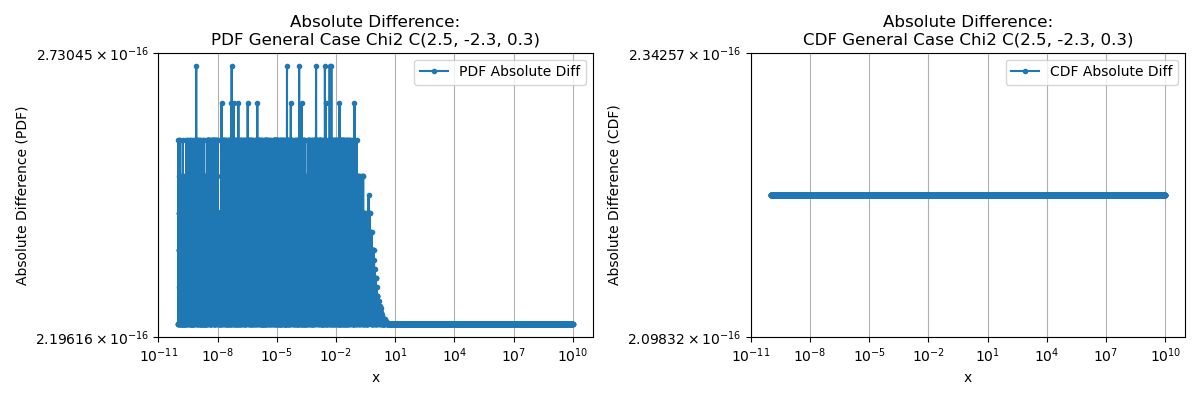 Absolute Difference:
PDF General Case Chi2 C(2.5, -2.3, 0.3)
2.73045 × 10⁻¹⁶
PDF Absolute Diff
Absolute Difference (PDF)
2.19616 × 10⁻¹⁶
10⁻¹¹ 10⁻⁸ 10⁻⁵ 10⁻² 10¹ 10⁴ 10⁷ 10¹⁰
x
Absolute Difference:
CDF General Case Chi2 C(2.5, -2.3, 0.3)
2.34257 × 10⁻¹⁶
CDF Absolute Diff
Absolute Difference (CDF)
2.09832 × 10⁻¹⁶
10⁻¹¹ 10⁻⁸ 10⁻⁵ 10⁻² 10¹ 10⁴ 10⁷ 10¹⁰
x